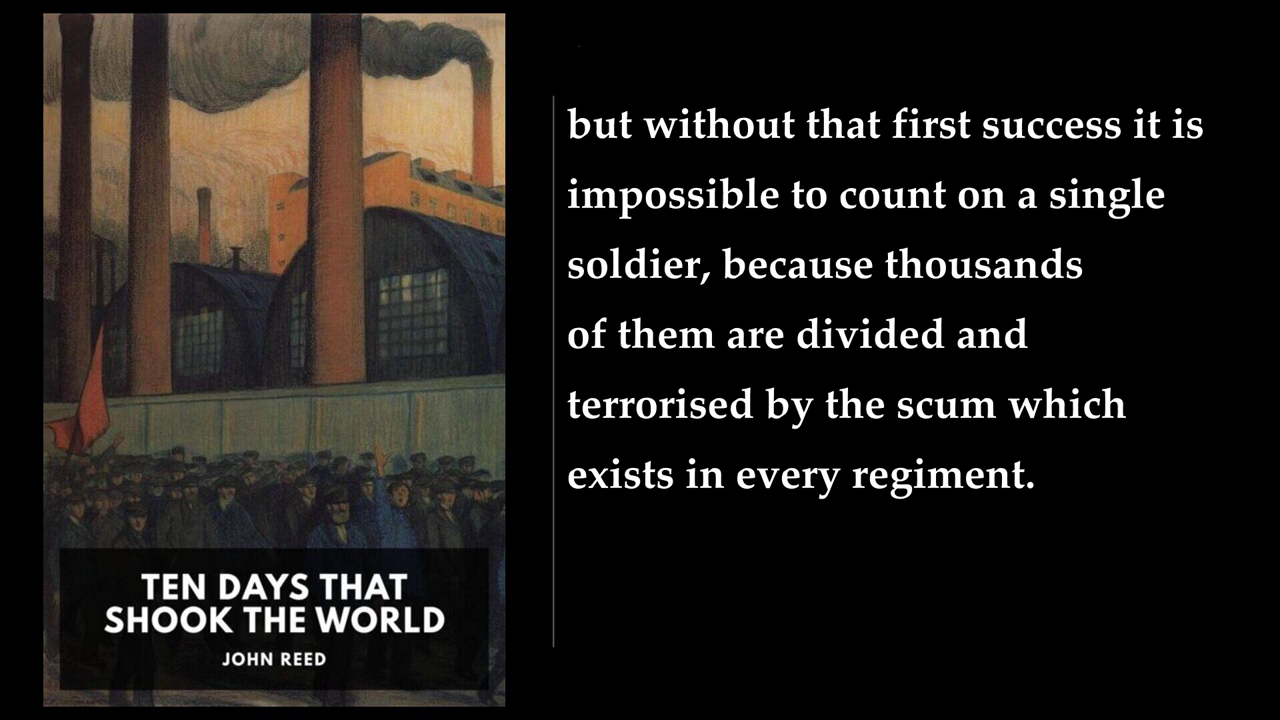 but without that first success it is
impossible to count on a single
soldier, because thousands
of them are divided and
terrorised by the scum which
exists in every regiment.
TEN DAYS THAT
SHOOK THE WORLD
JOHN REED